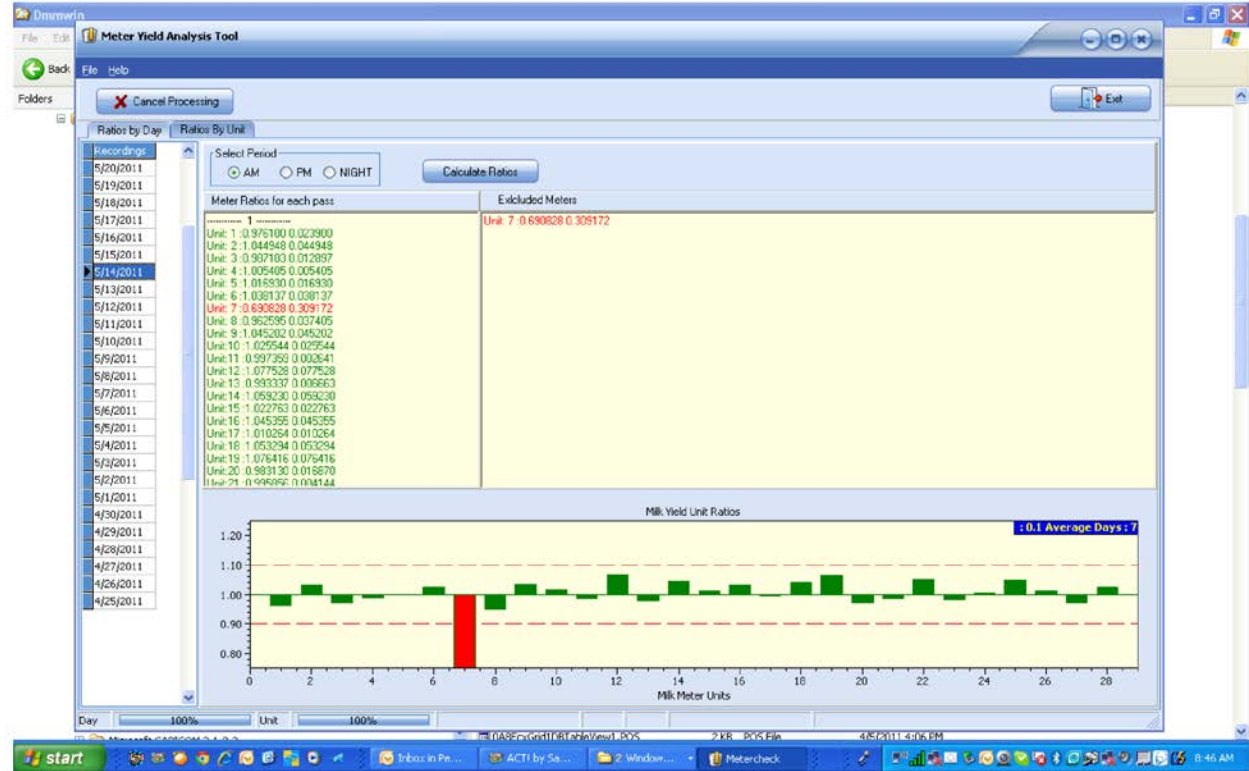 Dmmwin
File Edit
Meter Yield Analysis Tool
Back
File Help
Folders
Cancel Processing
Exit
Ratios by Day Ratios By Unit
Recordings
5/20/2011
5/19/2011
5/18/2011
5/17/2011
5/16/2011
5/15/2011
5/14/2011
5/13/2011
5/12/2011
5/11/2011
5/10/2011
5/9/2011
5/8/2011
5/7/2011
5/6/2011
5/5/2011
5/4/2011
5/3/2011
5/2/2011
5/1/2011
4/30/2011
4/29/2011
4/28/2011
4/27/2011
4/26/2011
4/25/2011
Select Period
AM PM NIGHT
Calculate Ratios
Meter Ratios for each pass
----------- 1 -----------
Unit: 1 :0.976100 0.023900
Unit: 2 :1.044948 0.044948
Unit: 3 :0.987103 0.012897
Unit: 4 :1.005405 0.005405
Unit: 5 :1.016930 0.016930
Unit: 6 :1.038137 0.038137
Unit: 7 :0.690828 0.309172
Unit: 8 :0.962595 0.037405
Unit: 9 :1.045202 0.045202
Unit:10 :1.025544 0.025544
Unit:11 :0.997359 0.002641
Unit:12 :1.077528 0.077528
Unit:13 :0.993337 0.006663
Unit:14 :1.059230 0.059230
Unit:15 :1.022763 0.022763
Unit:16 :1.045355 0.045355
Unit:17 :1.010264 0.010264
Unit:18 :1.053294 0.053294
Unit:19 :1.076416 0.076416
Unit:20 :0.983130 0.016870
Unit:21 :0.995856 0.004144
Exlcluded Meters
Unit: 7 :0.690828 0.309172
Milk Yield Unit Ratios
: 0.1 Average Days : 7
1.20
1.10
1.00
0.90
0.80
0 2 4 6 8 10 12 14 16 18 20 22 24 26 28
Milk Meter Units
Day 100% Unit 100%
2 KB POS File 4/5/2011 4:06 PM
start
Inbox in Pe...
ACT! by Sa...
2 Window...
Metercheck
8:46 AM